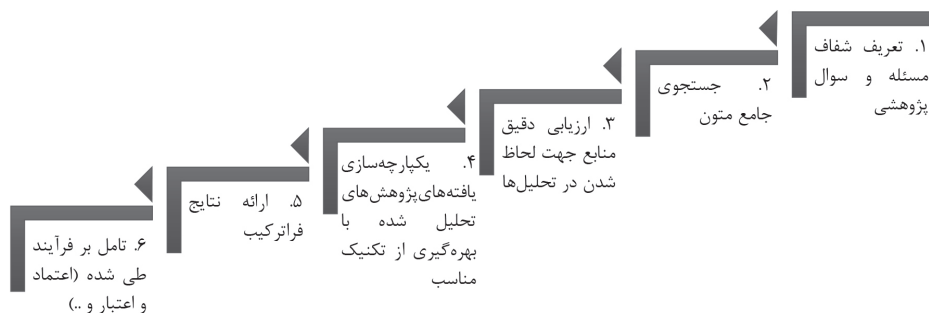 ۱. تعریف شفاف
مسئله و سوال
پژوهشی
۲. جستجوی
جامع متون
۳. ارزیابی دقیق
منابع جهت لحاظ
شدن در تحلیل‌ها
۴. یکپارچه‌سازی
یافته‌های‌پژوهش‌های
تحلیل شده با
بهره‌گیری از تکنیک
مناسب
۵. ارائه نتایج
فراترکیب
۶. تامل بر فرآیند
طی شده (اعتماد
و اعتبار و ..)